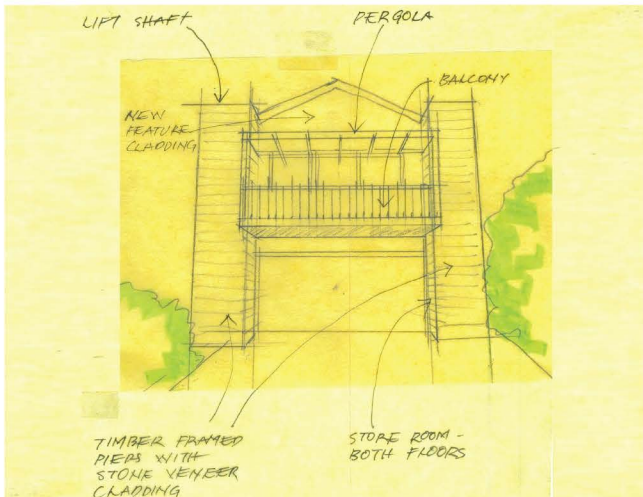 LIFT SHAFT
PERGOLA
BALCONY
NEW
FEATURE
CLADDING
TIMBER FRAMED
PIERS WITH
STONE VENEER
CLADDING
STORE ROOM -
BOTH FLOORS